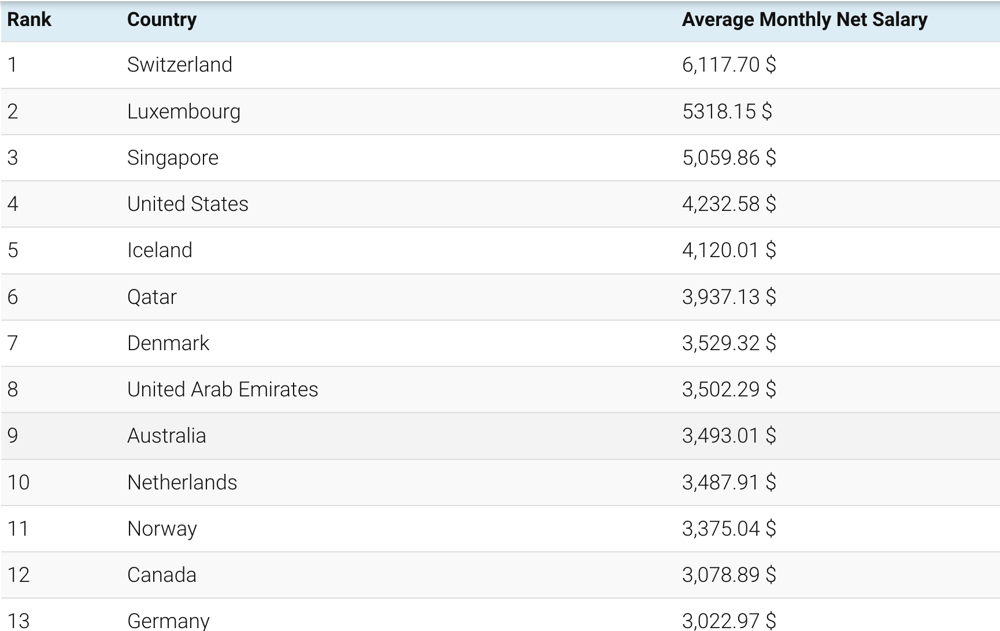 Rank Country Average Monthly Net Salary
1 Switzerland 6,117.70 $
2 Luxembourg 5318.15 $
3 Singapore 5,059.86 $
4 United States 4,232.58 $
5 Iceland 4,120.01 $
6 Qatar 3,937.13 $
7 Denmark 3,529.32 $
8 United Arab Emirates 3,502.29 $
9 Australia 3,493.01 $
10 Netherlands 3,487.91 $
11 Norway 3,375.04 $
12 Canada 3,078.89 $
13 Germany 3,022.97 $